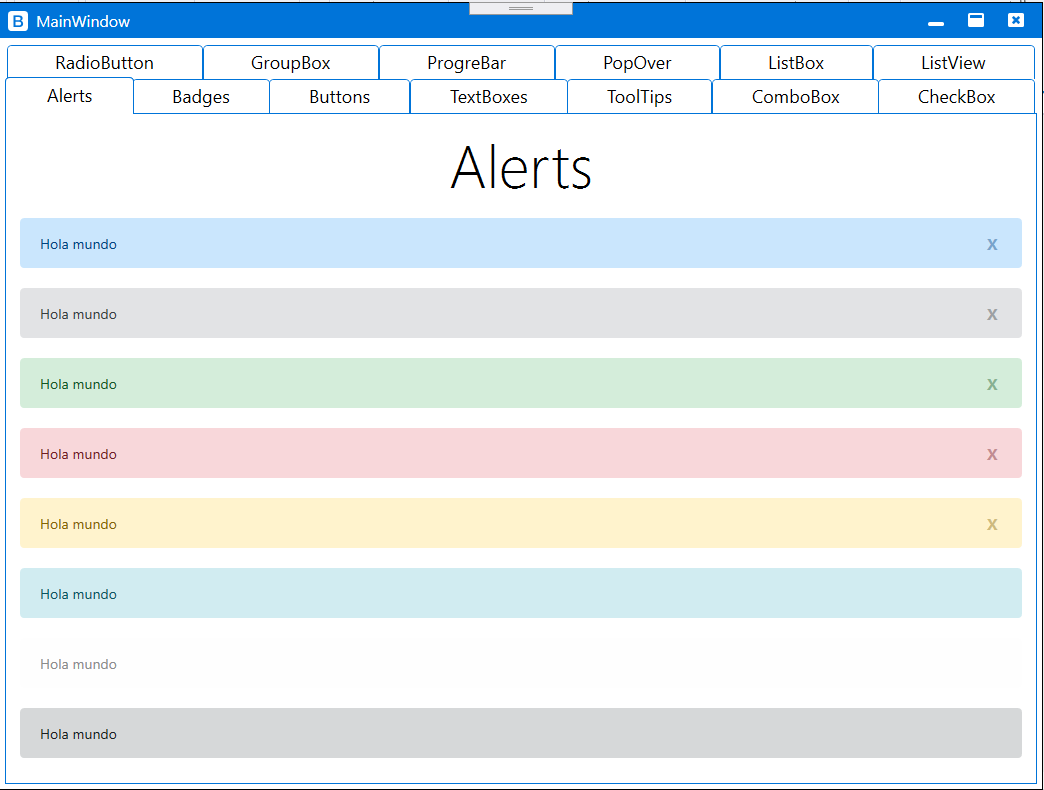 B MainWindow
RadioButton GroupBox ProgreBar PopOver ListBox ListView
Alerts Badges Buttons TextBoxes ToolTips ComboBox CheckBox
Alerts
Hola mundo x
Hola mundo x
Hola mundo x
Hola mundo x
Hola mundo x
Hola mundo
Hola mundo
Hola mundo